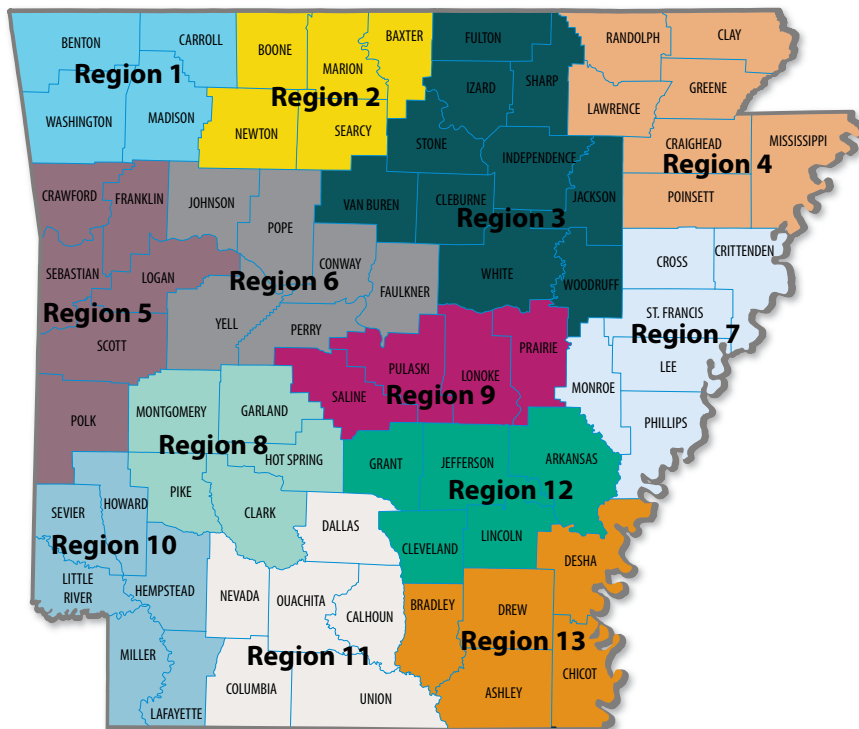 BENTON
CARROLL
Region 1
WASHINGTON
MADISON
BOONE
MARION
BAXTER
Region 2
NEWTON
SEARCY
FULTON
IZARD
SHARP
STONE
INDEPENDENCE
VAN BUREN
CLEBURNE
JACKSON
Region 3
WHITE
WOODRUFF
RANDOLPH
CLAY
LAWRENCE
GREENE
CRAIGHEAD
MISSISSIPPI
Region 4
POINSETT
CRAWFORD
FRANKLIN
SEBASTIAN
LOGAN
Region 5
SCOTT
POLK
JOHNSON
POPE
CONWAY
Region 6
FAULKNER
YELL
PERRY
CROSS
CRITTENDEN
ST. FRANCIS
Region 7
LEE
MONROE
PHILLIPS
MONTGOMERY
GARLAND
Region 8
HOT SPRING
PIKE
CLARK
PRAIRIE
PULASKI
LONOKE
SALINE
Region 9
SEVIER
HOWARD
Region 10
LITTLE
RIVER
HEMPSTEAD
MILLER
LAFAYETTE
DALLAS
NEVADA
OUACHITA
CALHOUN
Region 11
COLUMBIA
UNION
GRANT
JEFFERSON
ARKANSAS
Region 12
CLEVELAND
LINCOLN
DESHA
BRADLEY
DREW
Region 13
CHICOT
ASHLEY